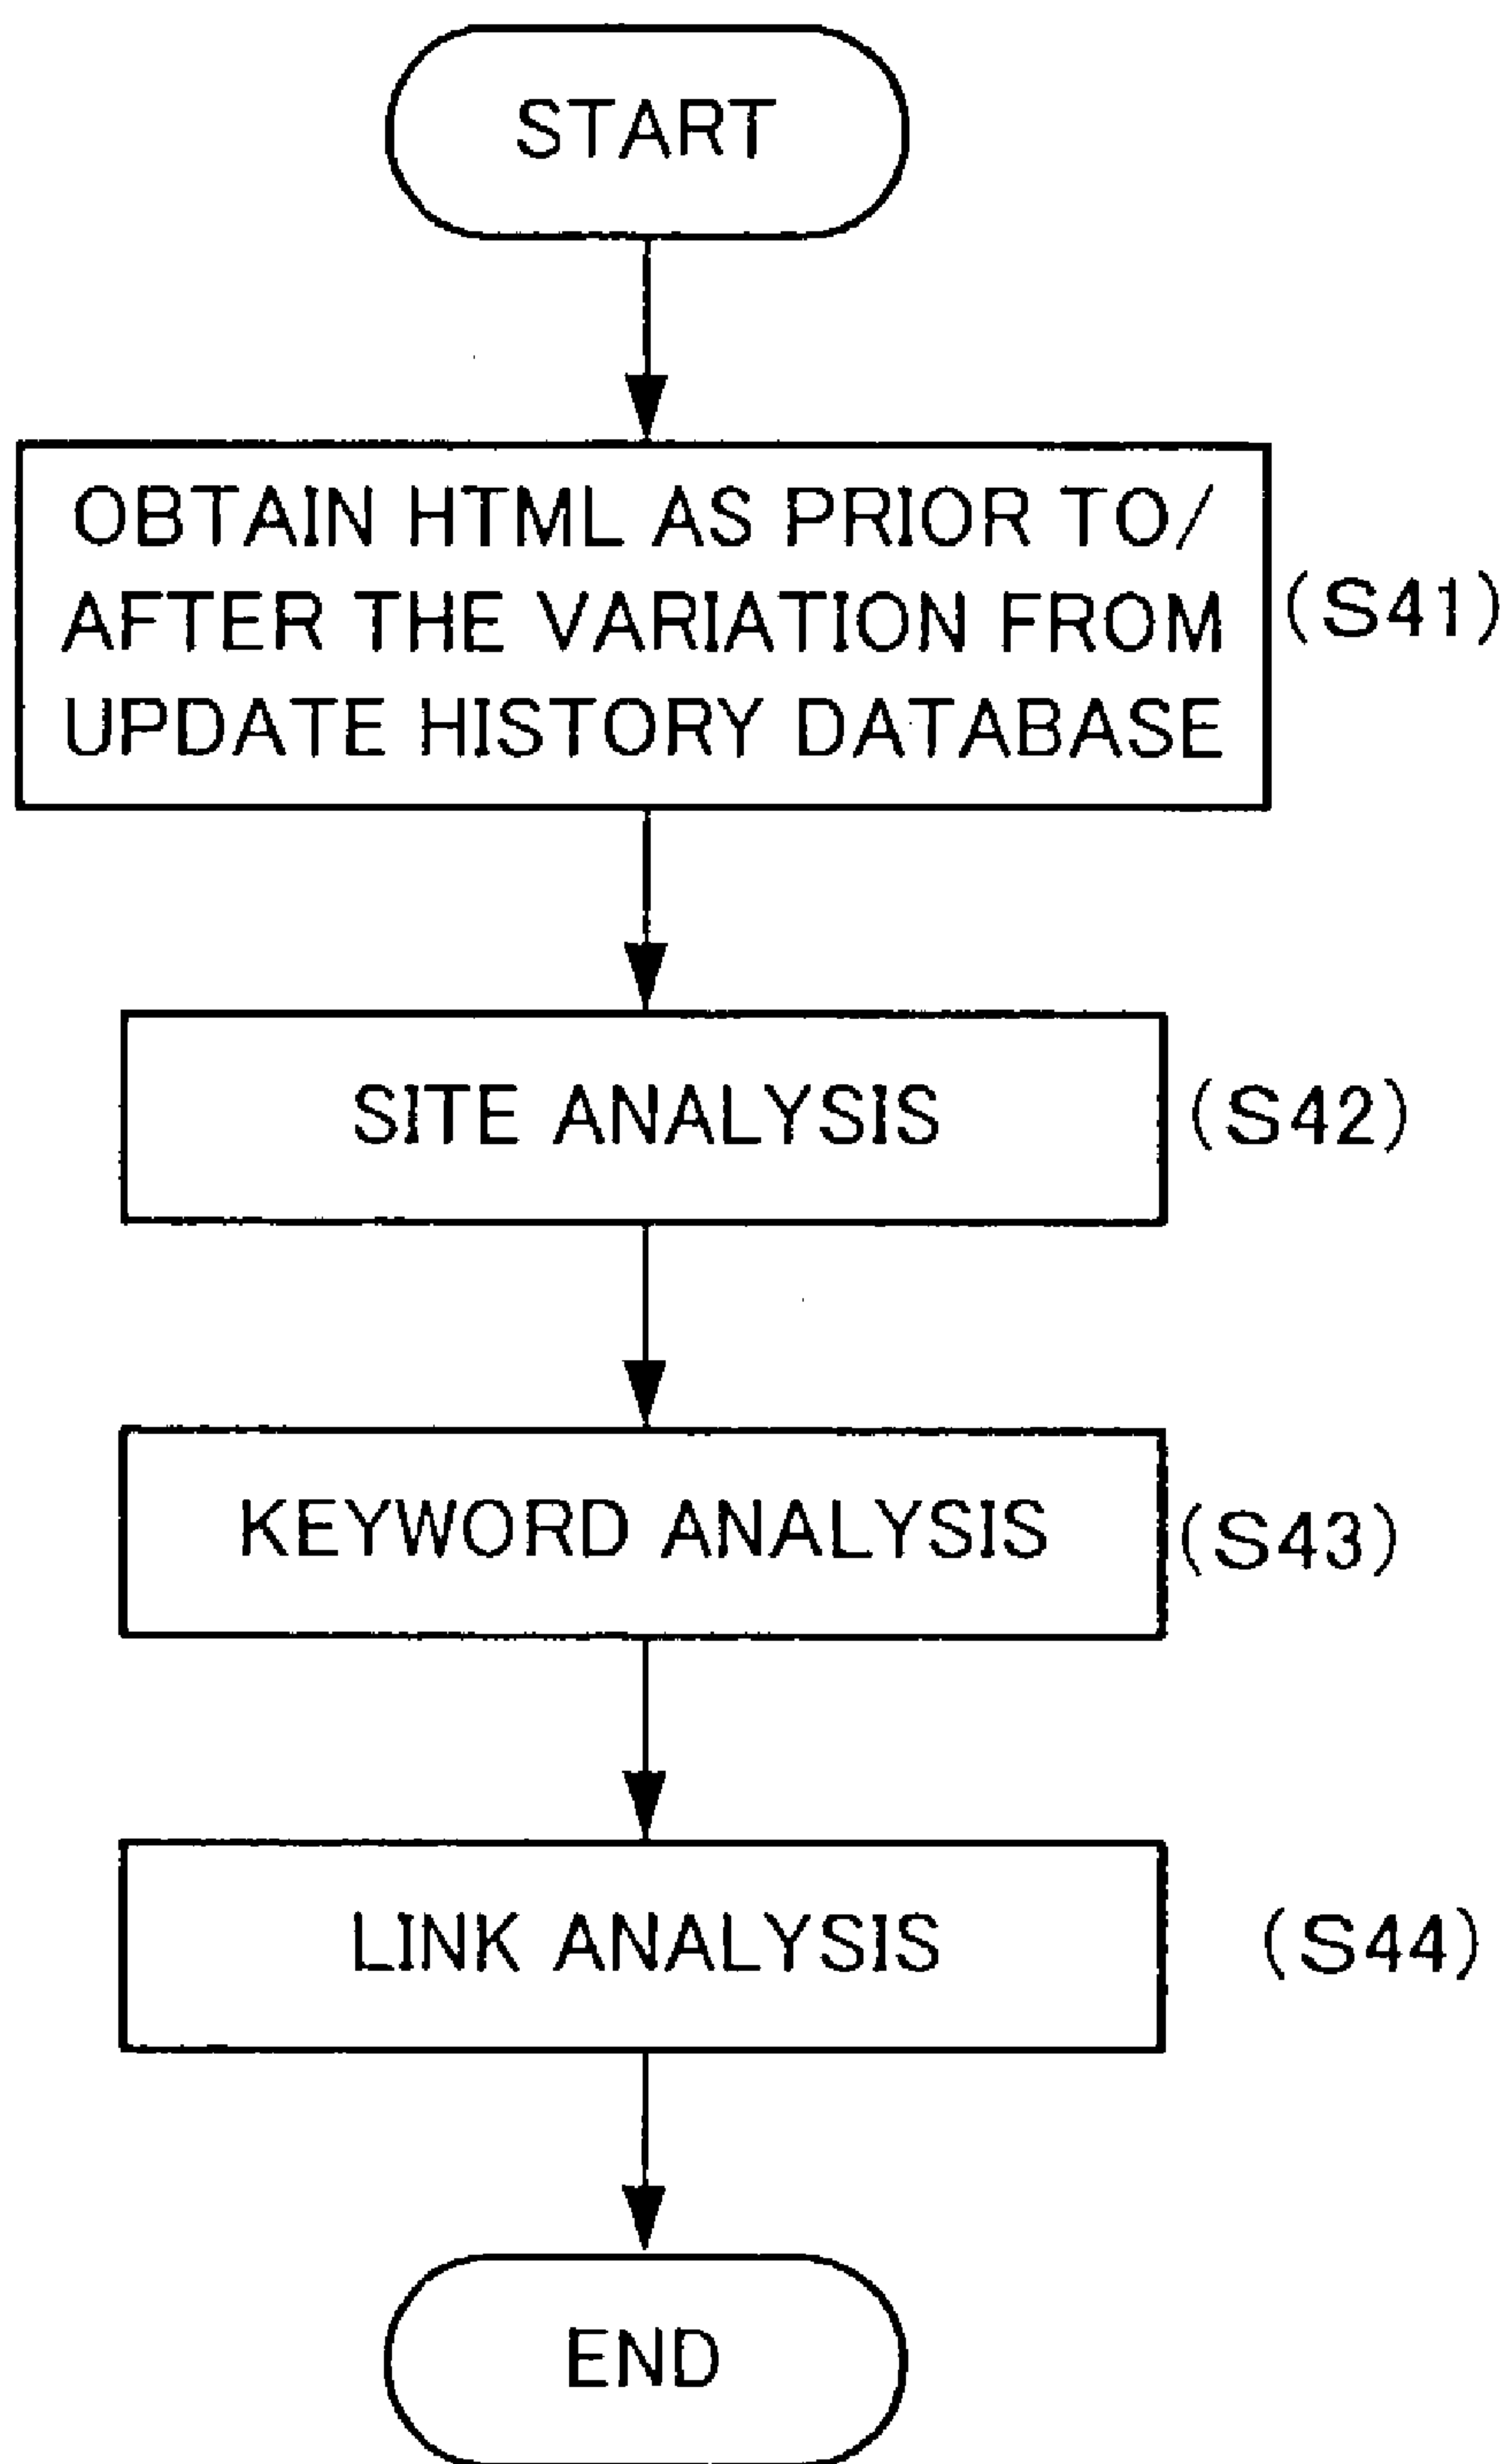 START
OBTAIN HTML AS PRIOR TO/
AFTER THE VARIATION FROM
UPDATE HISTORY DATABASE
(S41)
SITE ANALYSIS
(S42)
KEYWORD ANALYSIS
(S43)
LINK ANALYSIS
(S44)
END